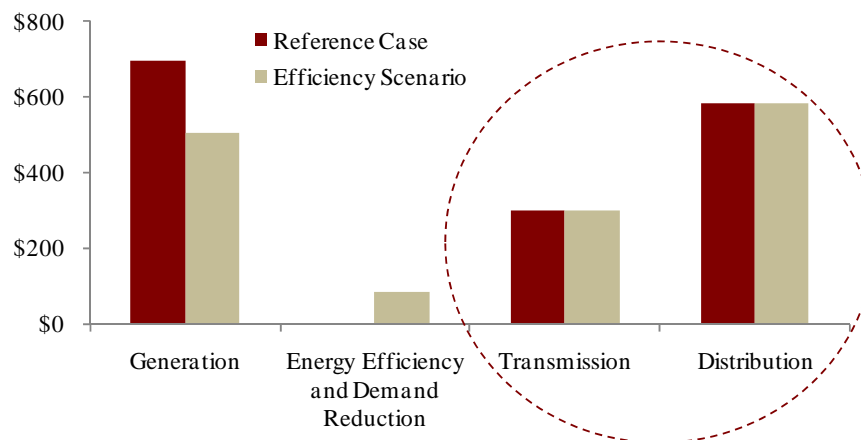 $800
$600
$400
$200
$0
Reference Case
Efficiency Scenario
Generation
Energy Efficiency
and Demand
Reduction
Transmission
Distribution